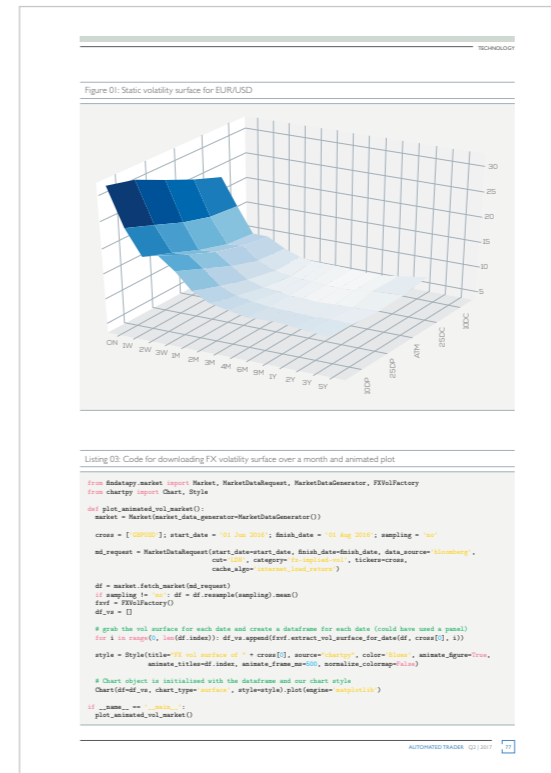 TECHNOLOGY
Figure 01: Static volatility surface for EUR/USD
30
25
20
15
10
5
ON 1W 2W 3W 1M 2M 3M 4M 6M 9M 1Y 2Y 3Y 5Y
10DP 25DP ATM 25DC 10DC
Listing 03: Code for downloading FX volatility surface over a month and animated plot
from findatapy.market import Market, MarketDataRequest, MarketDataGenerator, FXVolFactory
from chartpy import Chart, Style
def plot_animated_vol_market():
market = Market(market_data_generator=MarketDataGenerator())
cross = ['GBPUSD']; start_date = '01 Jun 2016'; finish_date = '01 Aug 2016'; sampling = 'no'
md_request = MarketDataRequest(start_date=start_date, finish_date=finish_date, data_source='bloomberg',
cut='LDN', category='fx-implied-vol', tickers=cross,
cache_algo='internet_load_return')
df = market.fetch_market(md_request)
if sampling != 'no': df = df.resample(sampling).mean()
fxvf = FXVolFactory()
df_vs = []
# grab the vol surface for each date and create a dataframe for each date (could have used a panel)
for i in range(0, len(df.index)): df_vs.append(fxvf.extract_vol_surface_for_date(df, cross[0], i))
style = Style(title="FX vol surface of " + cross[0], source="chartpy", color='Blues', animate_figure=True,
animate_titles=df.index, animate_frame_ms=500, normalize_colormap=False)
# Chart object is initialized with the dataframe and our chart style
Chart(df=df_vs, chart_type='surface', style=style).plot(engine='matplotlib')
if __name__ == '__main__':
plot_animated_vol_market()
AUTOMATED TRADER Q2 | 2017 77